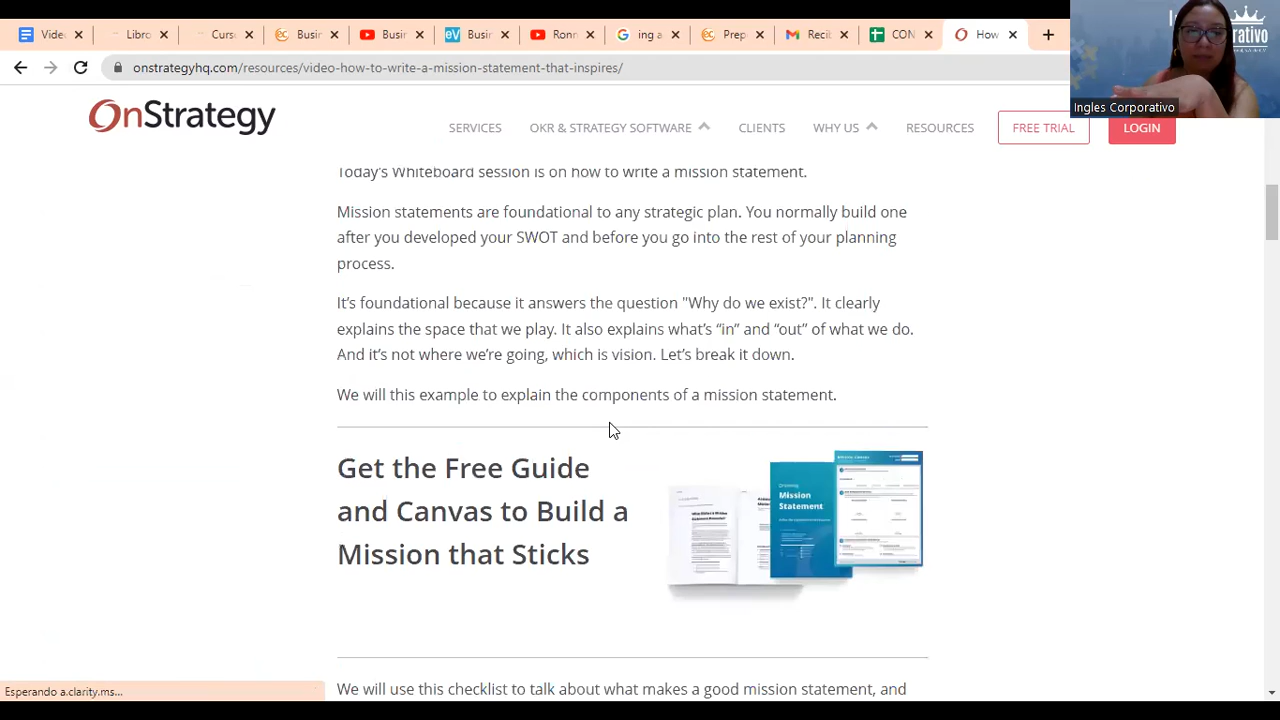 Video
Libro
Curs
Busin
Busin
Busin
Ronn
ing a
Prep
Recib
CON
How
onstrategyhq.com/resources/video-how-to-write-a-mission-statement-that-inspires/
Ingles Corporativo
OnStrategy
SERVICES
OKR & STRATEGY SOFTWARE
CLIENTS
WHY US
RESOURCES
FREE TRIAL
LOGIN
Today's Whiteboard session is on how to write a mission statement.
Mission statements are foundational to any strategic plan. You normally build one
after you developed your SWOT and before you go into the rest of your planning
process.
It's foundational because it answers the question "Why do we exist?". It clearly
explains the space that we play. It also explains what's “in” and “out” of what we do.
And it's not where we're going, which is vision. Let's break it down.
We will this example to explain the components of a mission statement.
Get the Free Guide
and Canvas to Build a
Mission that Sticks
Mission
Statement
We will use this checklist to talk about what makes a good mission statement, and
Esperando a.clarity.ms...